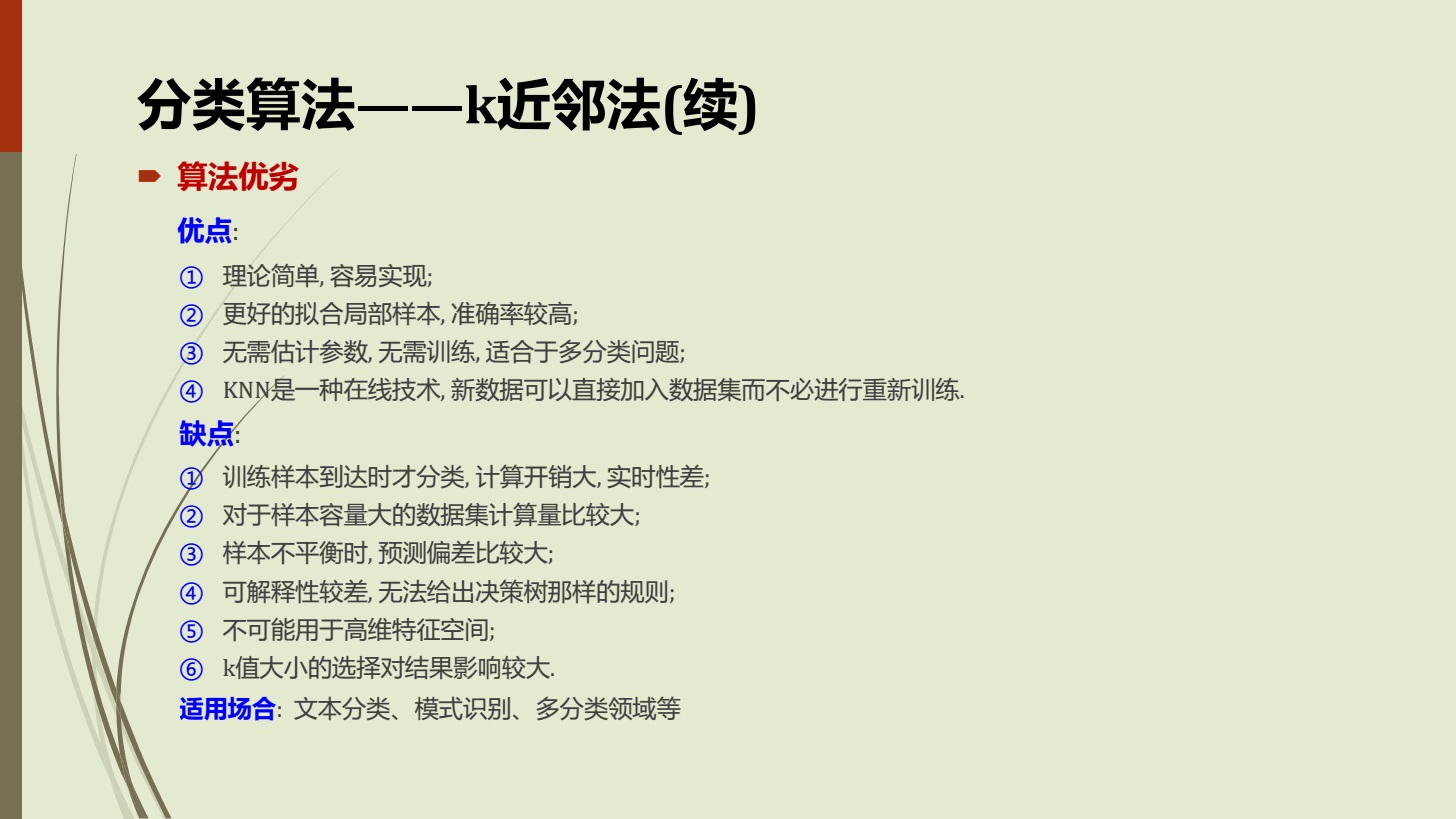 分类算法——k近邻法(续)
算法优劣
优点:
① 理论简单, 容易实现;
② 更好的拟合局部样本, 准确率较高;
③ 无需估计参数, 无需训练, 适合于多分类问题;
④ KNN是一种在线技术, 新数据可以直接加入数据集而不必进行重新训练.
缺点:
① 训练样本到达时才分类, 计算开销大, 实时性差;
② 对于样本容量大的数据集计算量比较大;
③ 样本不平衡时, 预测偏差比较大;
④ 可解释性较差, 无法给出决策树那样的规则;
⑤ 不可能用于高维特征空间;
⑥ k值大小的选择对结果影响较大.
适用场合: 文本分类、模式识别、多分类领域等